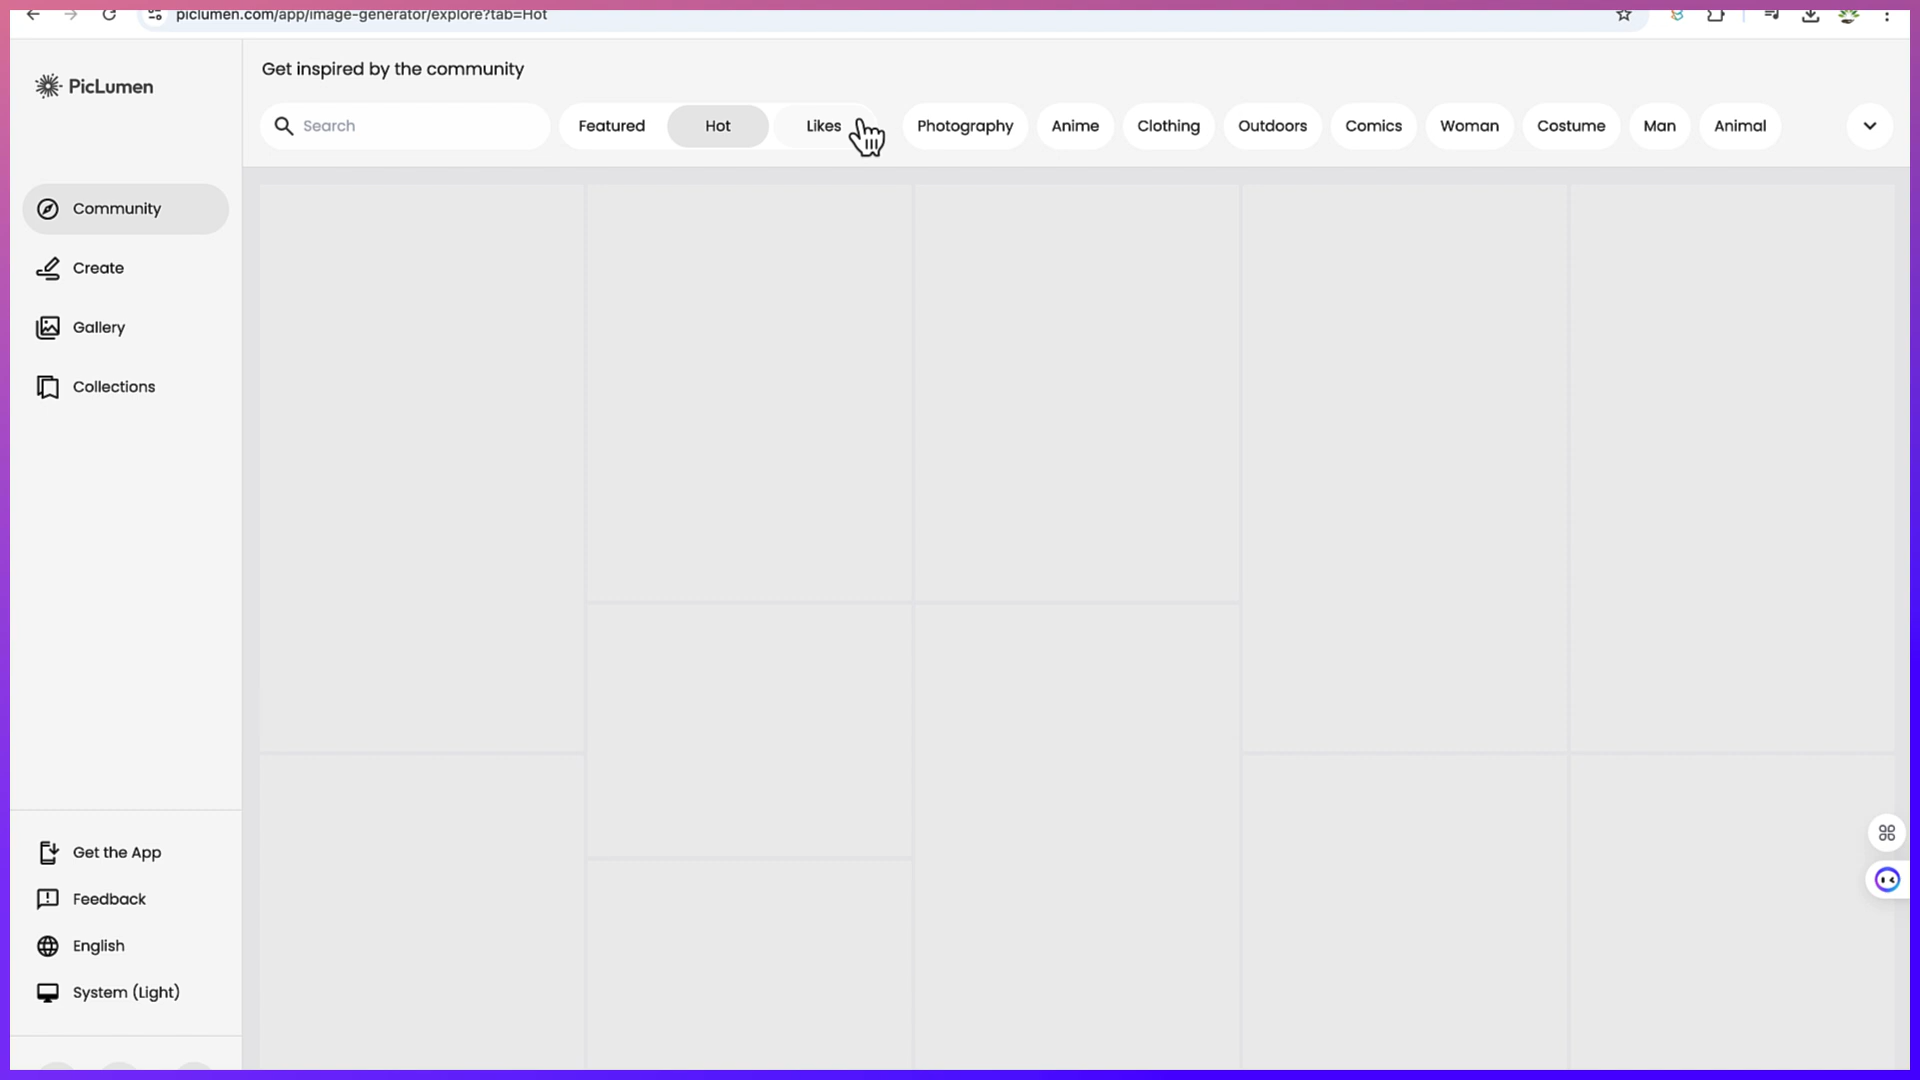 piclumen.com/app/image-generator/explore?tab=Hot
PicLumen
Get inspired by the community
Search
Featured
Hot
Likes
Photography
Anime
Clothing
Outdoors
Comics
Woman
Costume
Man
Animal
Community
Create
Gallery
Collections
Get the App
Feedback
English
System (Light)